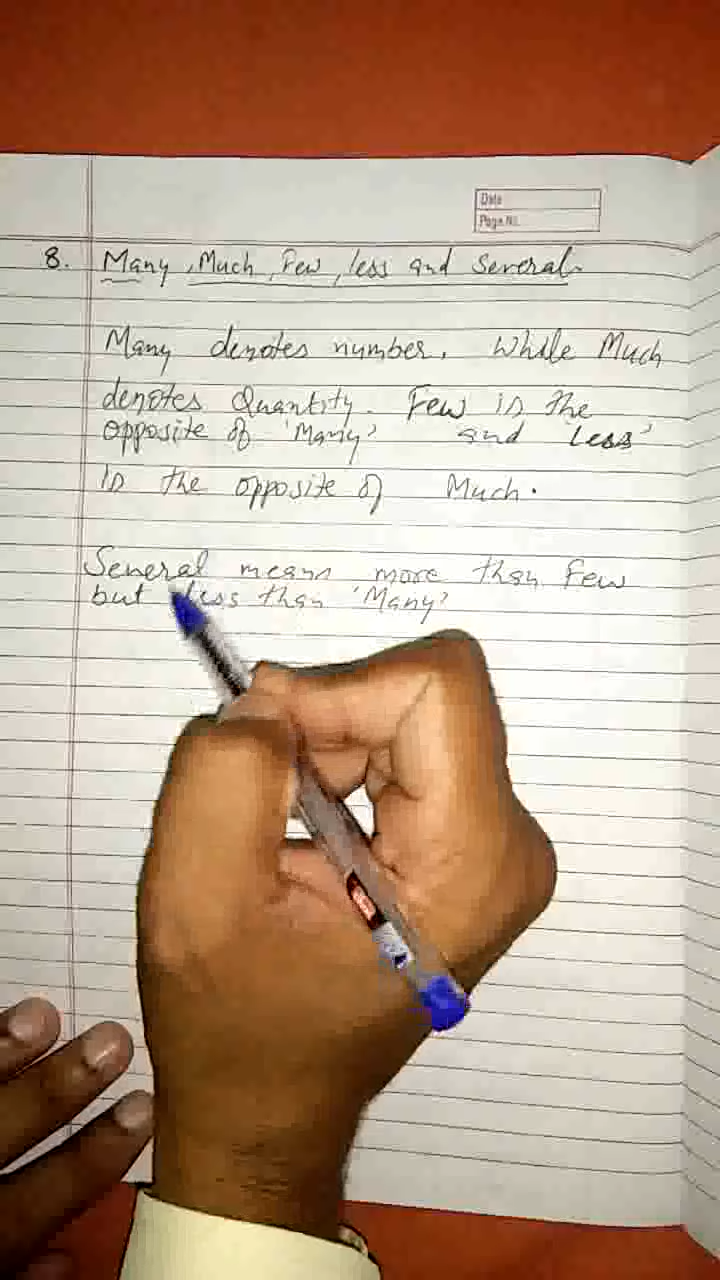 Date
Page No.
8. Many, Much, Few, less and Several.
Many denotes number. While Much
denotes Quantity. Few is the
opposite of 'Many' and Less'
is the opposite of Much.
Several means more than Few
but less than 'Many'